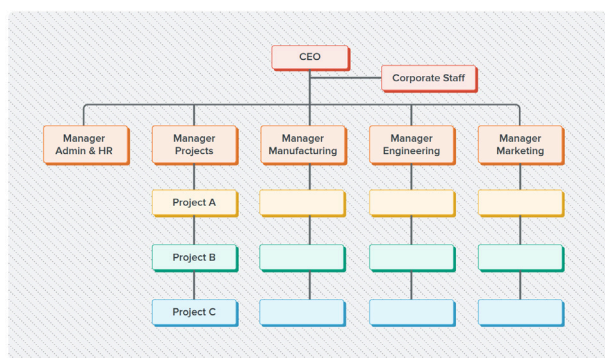 CEO
Corporate Staff
Manager
Admin & HR
Manager
Projects
Manager
Manufacturing
Manager
Engineering
Manager
Marketing
Project A
Project B
Project C